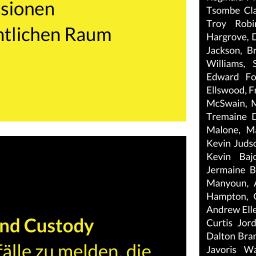 sionen
ntlichen Raum
nd Custody
fälle zu melden, die
Tsombe Cla
Troy Robi
Hargrove, D
Jackson, Br
Williams, S
Edward Fo
Ellswood, Fr
McSwain, M
Tremaine D
Malone, Ma
Kevin Judso
Kevin Bajo
Jermaine B
Manyoun, A
Hampton, C
Andrew Elle
Curtis Jord
Dalton Bran
Javoris Wa